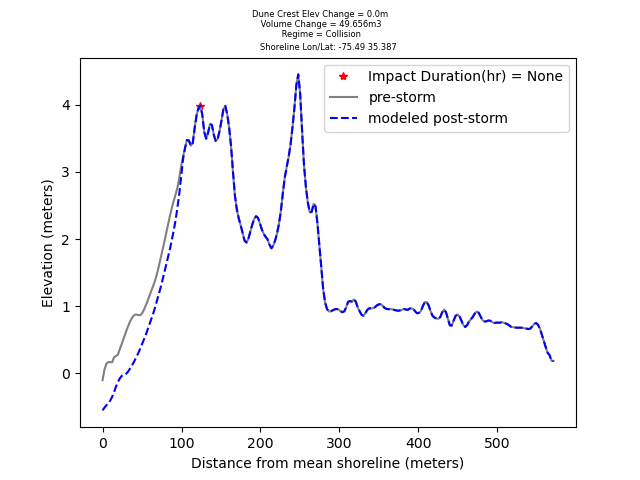 Dune Crest Elev Change = 0.0m
Volume Change = 49.656m3
Regime = Collision
Shoreline Lon/Lat: -75.49 35.387
Impact Duration(hr) = None
pre-storm
modeled post-storm
Elevation (meters)
4
3
2
1
0
0 100 200 300 400 500
Distance from mean shoreline (meters)